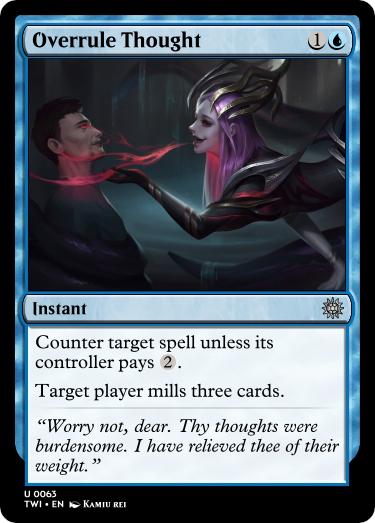 Overrule Thought 1
Instant
Counter target spell unless its
controller pays 2.
Target player mills three cards.
“Worry not, dear. Thy thoughts were
burdensome. I have relieved thee of their
weight.”
U 0063
TWI • EN Kamiu rei